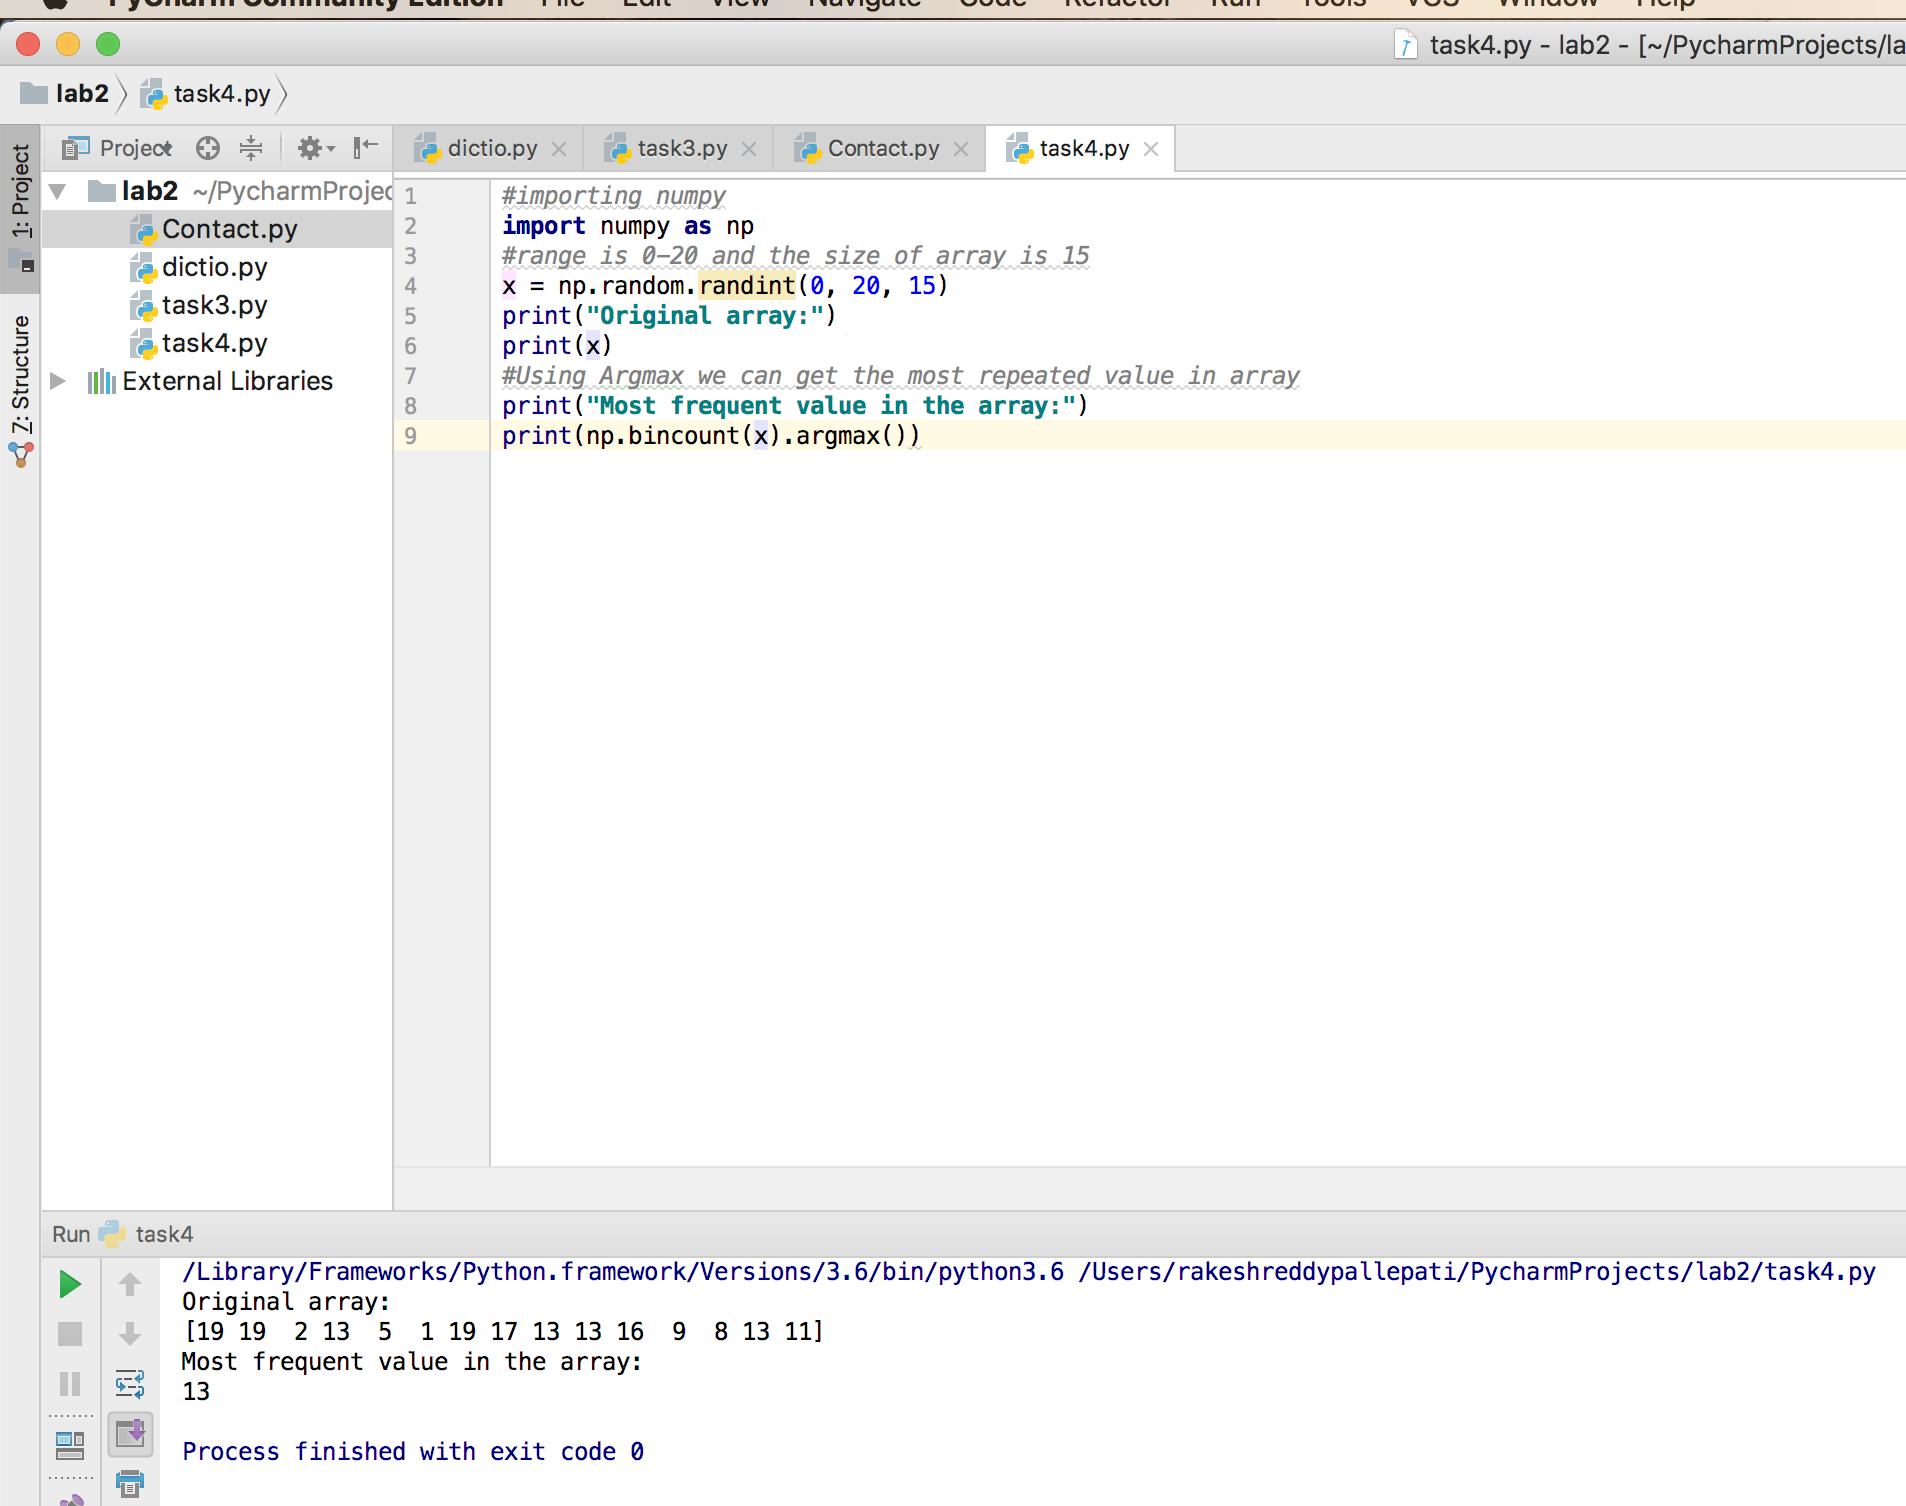 PyCharm Community Edition File Edit View Navigate Code Refactor Run Tools VCS Window Help
task4.py - lab2 - [~/PycharmProjects/la
lab2 task4.py
1: Project
7: Structure
Project
dictio.py task3.py Contact.py task4.py
lab2 ~/PycharmProjec
Contact.py
dictio.py
task3.py
task4.py
External Libraries
1 #importing numpy
2 import numpy as np
3 #range is 0-20 and the size of array is 15
4 x = np.random.randint(0, 20, 15)
5 print("Original array:")
6 print(x)
7 #Using Argmax we can get the most repeated value in array
8 print("Most frequent value in the array:")
9 print(np.bincount(x).argmax())
Run task4
/Library/Frameworks/Python.framework/Versions/3.6/bin/python3.6 /Users/rakeshreddypallepati/PycharmProjects/lab2/task4.py
Original array:
[19 19  2 13  5  1 19 17 13 13 16  9  8 13 11]
Most frequent value in the array:
13
Process finished with exit code 0